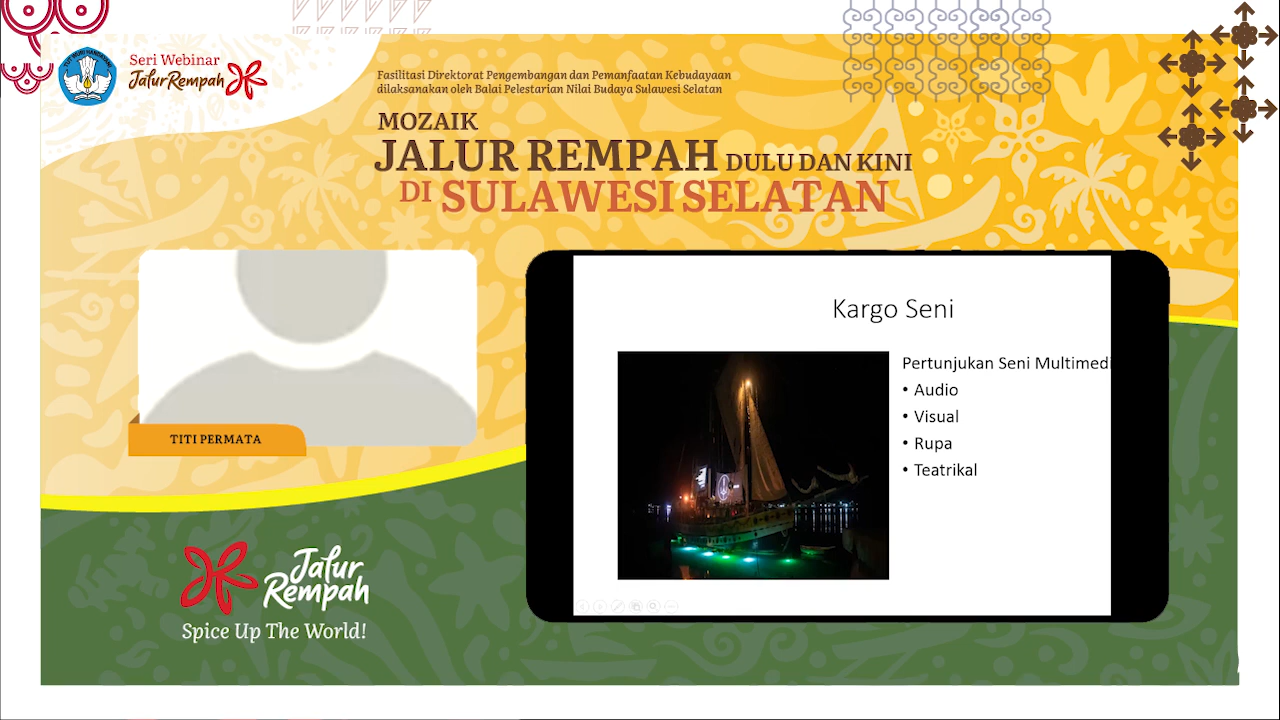 Seri Webinar
Jalur Rempah
Fasilitasi Direktorat Pengembangan dan Pemanfaatan Kebudayaan
dilaksanakan oleh Balai Pelestarian Nilai Budaya Sulawesi Selatan
MOZAIK
JALUR REMPAH DULU DAN KINI
DI SULAWESI SELATAN
TITI PERMATA
Kargo Seni
Pertunjukan Seni Multimedi
• Audio
• Visual
• Rupa
• Teatrikal
Jalur
Rempah
Spice Up The World!